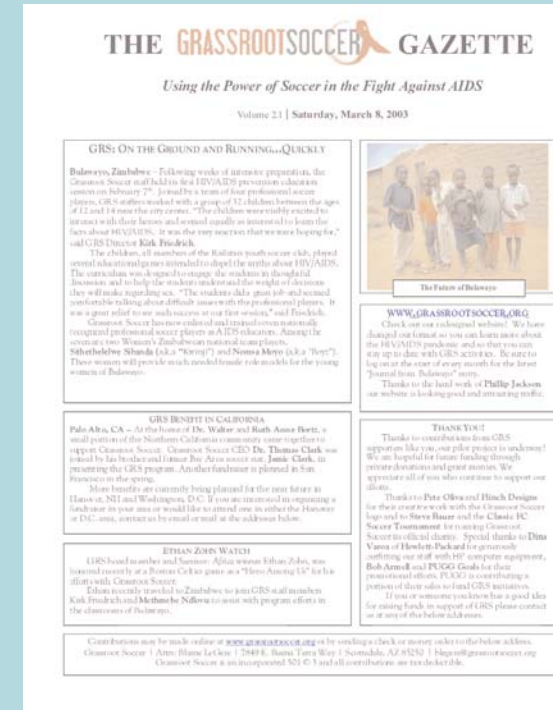 THE GRASSROOTSOCCER GAZETTE
Using the Power of Soccer in the Fight Against AIDS
Volume 2.1 | Saturday, March 8, 2003
GRS: ON THE GROUND AND RUNNING...QUICKLY
Bulawayo, Zimbabwe – Following weeks of intensive preparation, the
Grassroot Soccer staff held its first HIV/AIDS prevention education
session on February 7th. Joined by a team of four professional soccer
players, GRS staffers worked with a group of 32 children between the ages
of 12 and 14 near the city center. "The children were visibly excited to
interact with their heroes and seemed equally as interested to learn the
facts about HIV/AIDS. It was the very reaction that we were hoping for,"
said GRS Director Kirk Friedrich.
The children, all members of the Railstars youth soccer club, played
several educational games intended to dispel the myths about HIV/AIDS.
The curriculum was designed to engage the students in thoughtful
discussion and to help the students understand the weight of decisions
they will make regarding sex. "The students did a great job and seemed
comfortable talking about difficult issues with the professional players. It
was a great relief to see such success at our first session," said Friedrich.
Grassroot Soccer has now enlisted and trained seven nationally
recognized professional soccer players as AIDS educators. Among the
seven are two Women's Zimbabwean national team players,
Sithethelelwe Sibanda (a.k.a "Kwinji") and Nomsa Moyo (a.k.a "Boyz").
These women will provide much needed female role models for the young
women of Bulawayo.
GRS BENEFIT IN CALIFORNIA
Palo Alto, CA – At the home of Dr. Walter and Ruth Anne Bortz, a
small portion of the Northern California community came together to
support Grassroot Soccer. Grassroot Soccer CEO Dr. Thomas Clark was
joined by his brother and former Bay Area soccer star, Jamie Clark, in
presenting the GRS program. Another fundraiser is planned in San
Francisco in the spring.
More benefits are currently being planned for the near future in
Hanover, NH and Washington, D.C. If you are interested in organizing a
fundraiser in your area or would like to attend one in either the Hanover
or D.C. area, contact us by email or mail at the addresses below.
ETHAN ZOHN WATCH
GRS board member and Survivor: Africa winner Ethan Zohn, was
honored recently at a Boston Celtics game as a "Hero Among Us" for his
efforts with Grassroot Soccer.
Ethan recently traveled to Zimbabwe to join GRS staff members
Kirk Friedrich and Methembe Ndlovu to assist with program efforts in
the classrooms of Bulawayo.
The Future of Bulawayo
WWW.GRASSROOTSOCCER.ORG
Check out our redesigned website! We have
changed our format so you can learn more about
the HIV/AIDS pandemic and so that you can
stay up to date with GRS activities. Be sure to
log on at the start of every month for the latest
"Journal from Bulawayo" entry.
Thanks to the hard work of Phillip Jackson
our website is looking good and attracting traffic.
THANK YOU!
Thanks to contributions from GRS
supporters like you, our pilot project is underway!
We are hopeful for future funding through
private donations and grant monies. We
appreciate all of you who continue to support our
efforts.
Thanks to Pete Oliva and Hinch Designs
for their creative work with the Grassroot Soccer
logo and to Steve Bauer and the Classic FC
Soccer Tournament for naming Grassroot
Soccer its official charity. Special thanks to Dina
Vares of Hewlett-Packard for generously
outfitting our staff with HP computer equipment,
Bob Armell and PUGG Goals for their
promotional efforts. PUGG is contributing a
portion of their sales to fund GRS initiatives.
If you or someone you know has a good idea
for raising funds in support of GRS please contact
us at any of the below addresses.
Contributions may be made online at www.grassrootsoccer.org or by sending a check or money order to the below address.
Grassroot Soccer | Attn: Blaine LeGere | 7849 E. Buena Terra Way | Scottsdale, AZ 85250 | blegere@grassrootsoccer.org
Grassroot Soccer is an incorporated 501 © 3 and all contributions are tax deductible.